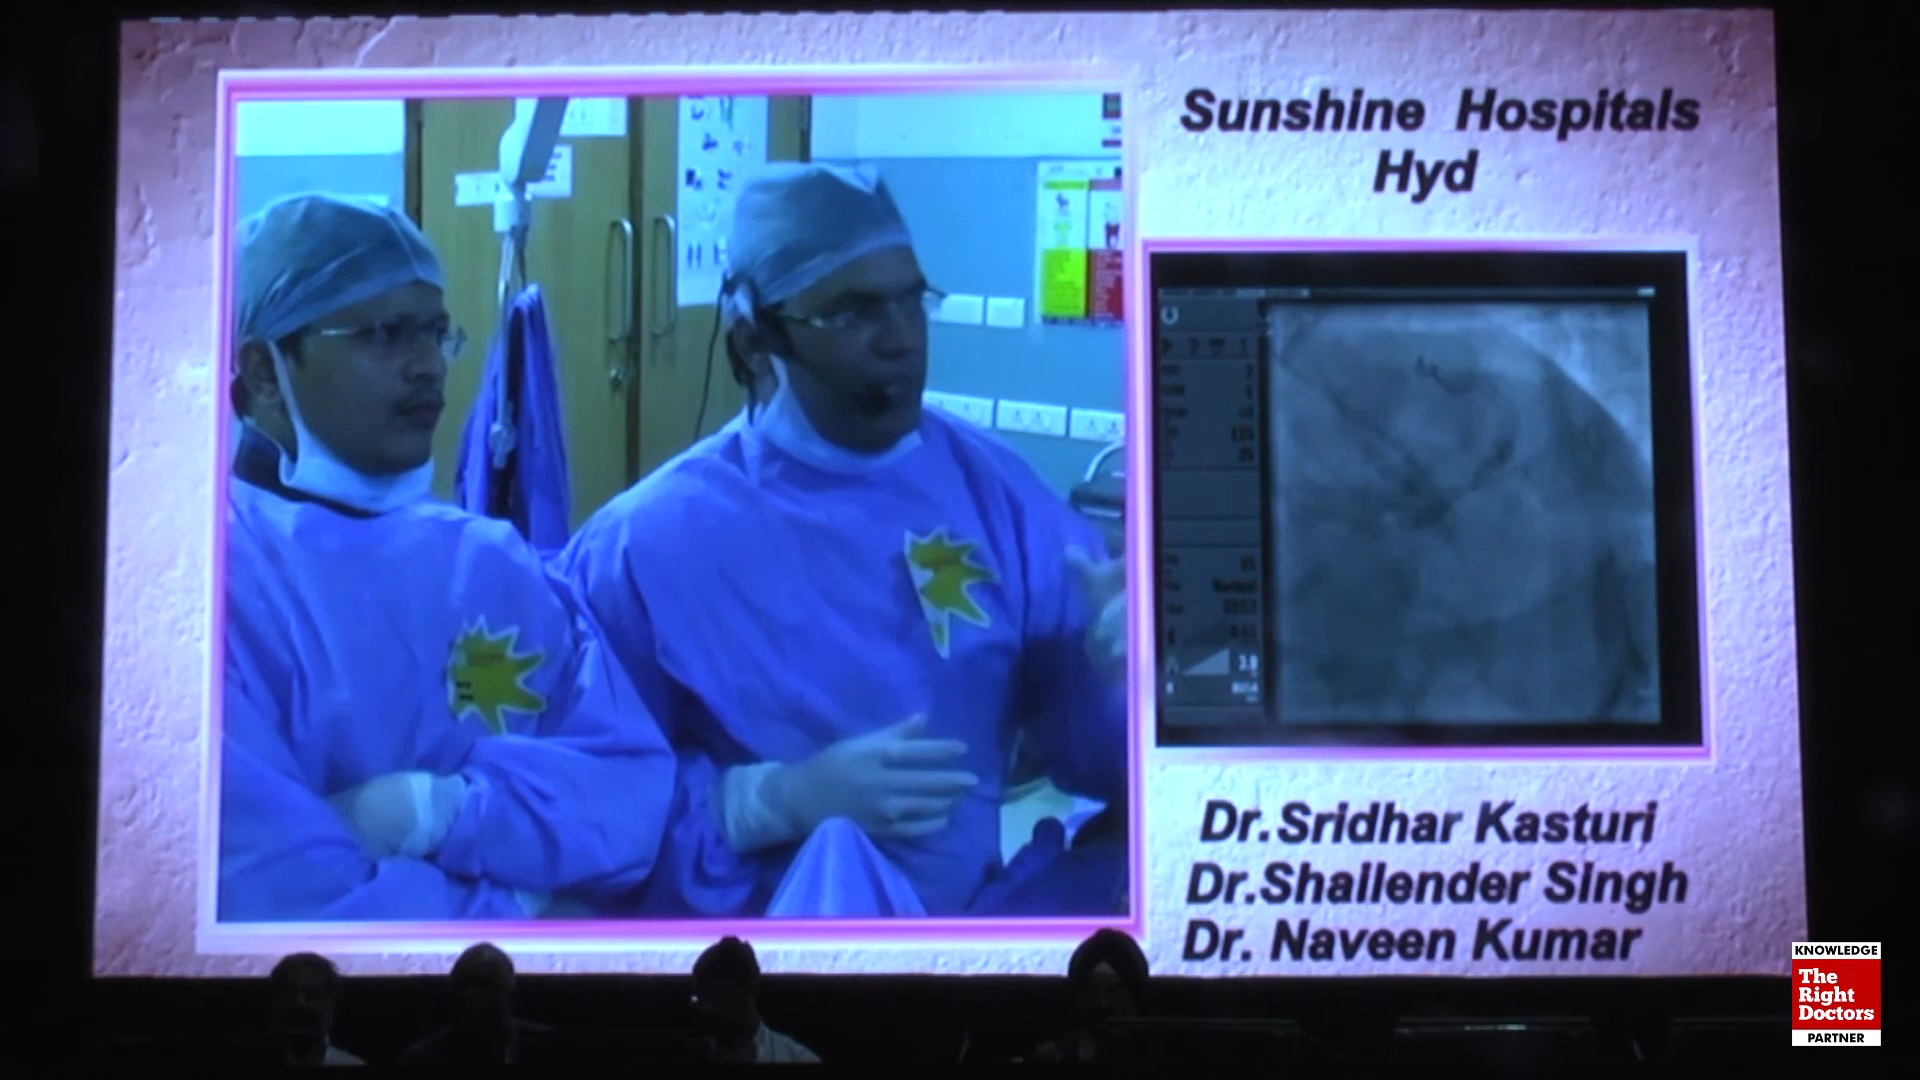 Sunshine Hospitals
Hyd
Dr.Sridhar Kasturi
Dr.Shailender Singh
Dr. Naveen Kumar
KNOWLEDGE
The
Right
Doctors
PARTNER